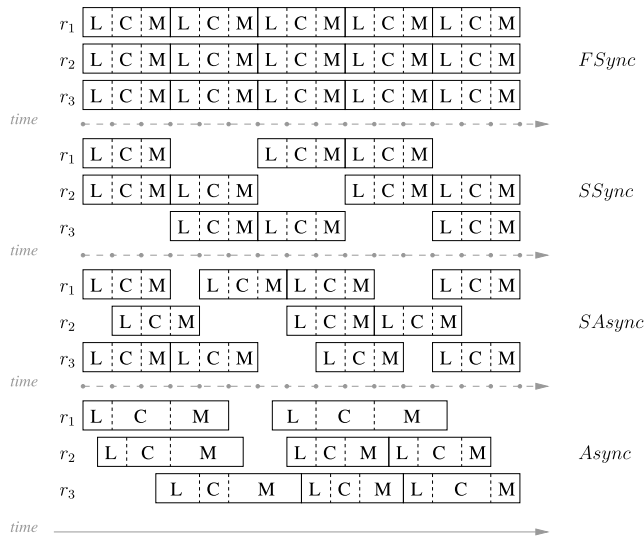 r₁ L C M L C M L C M L C M L C M
r₂ L C M L C M L C M L C M L C M FSync
r₃ L C M L C M L C M L C M L C M
time
r₁ L C M L C M L C M
r₂ L C M L C M L C M L C M SSync
r₃ L C M L C M L C M
time
r₁ L C M L C M L C M L C M
r₂ L C M L C M L C M SAsync
r₃ L C M L C M L C M L C M
time
r₁ L C M L C M
r₂ L C M L C M L C M Async
r₃ L C M L C M L C M
time